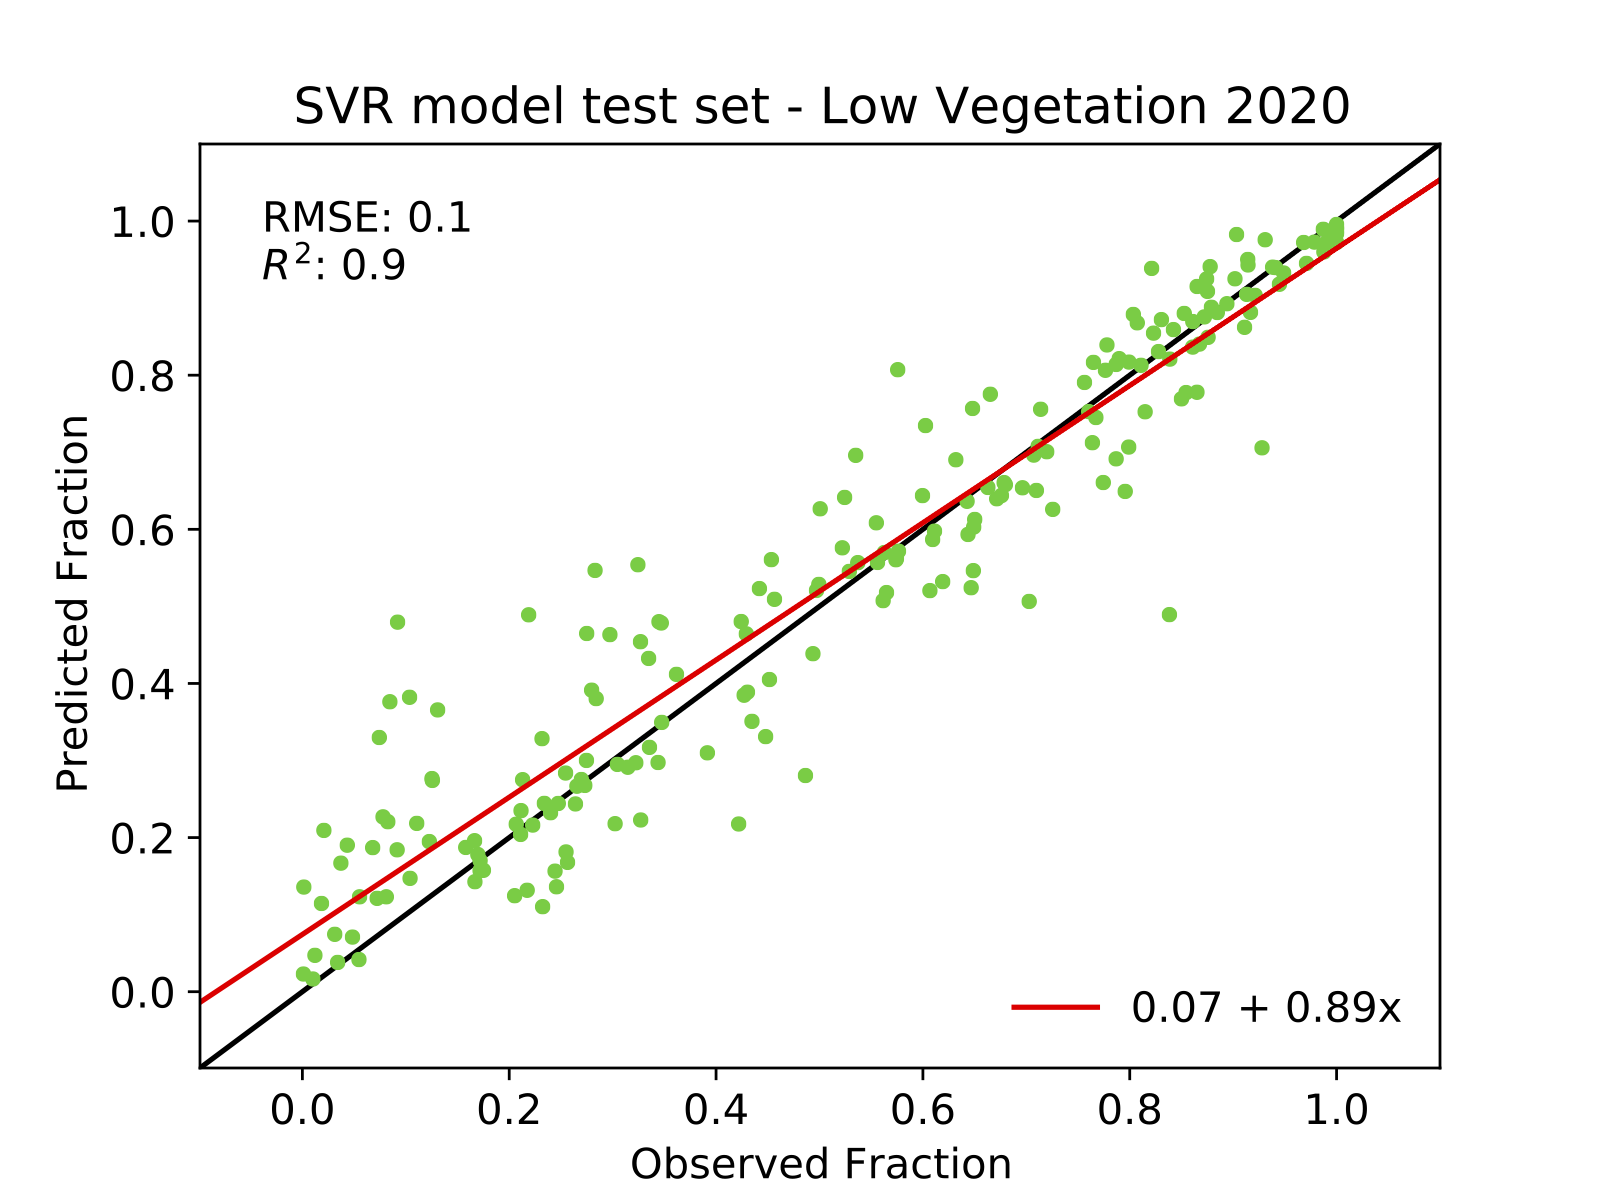 SVR model test set - Low Vegetation 2020
RMSE: 0.1
R²: 0.9
1.0
0.8
0.6
0.4
0.2
0.0
Predicted Fraction
0.07 + 0.89x
0.0 0.2 0.4 0.6 0.8 1.0
Observed Fraction